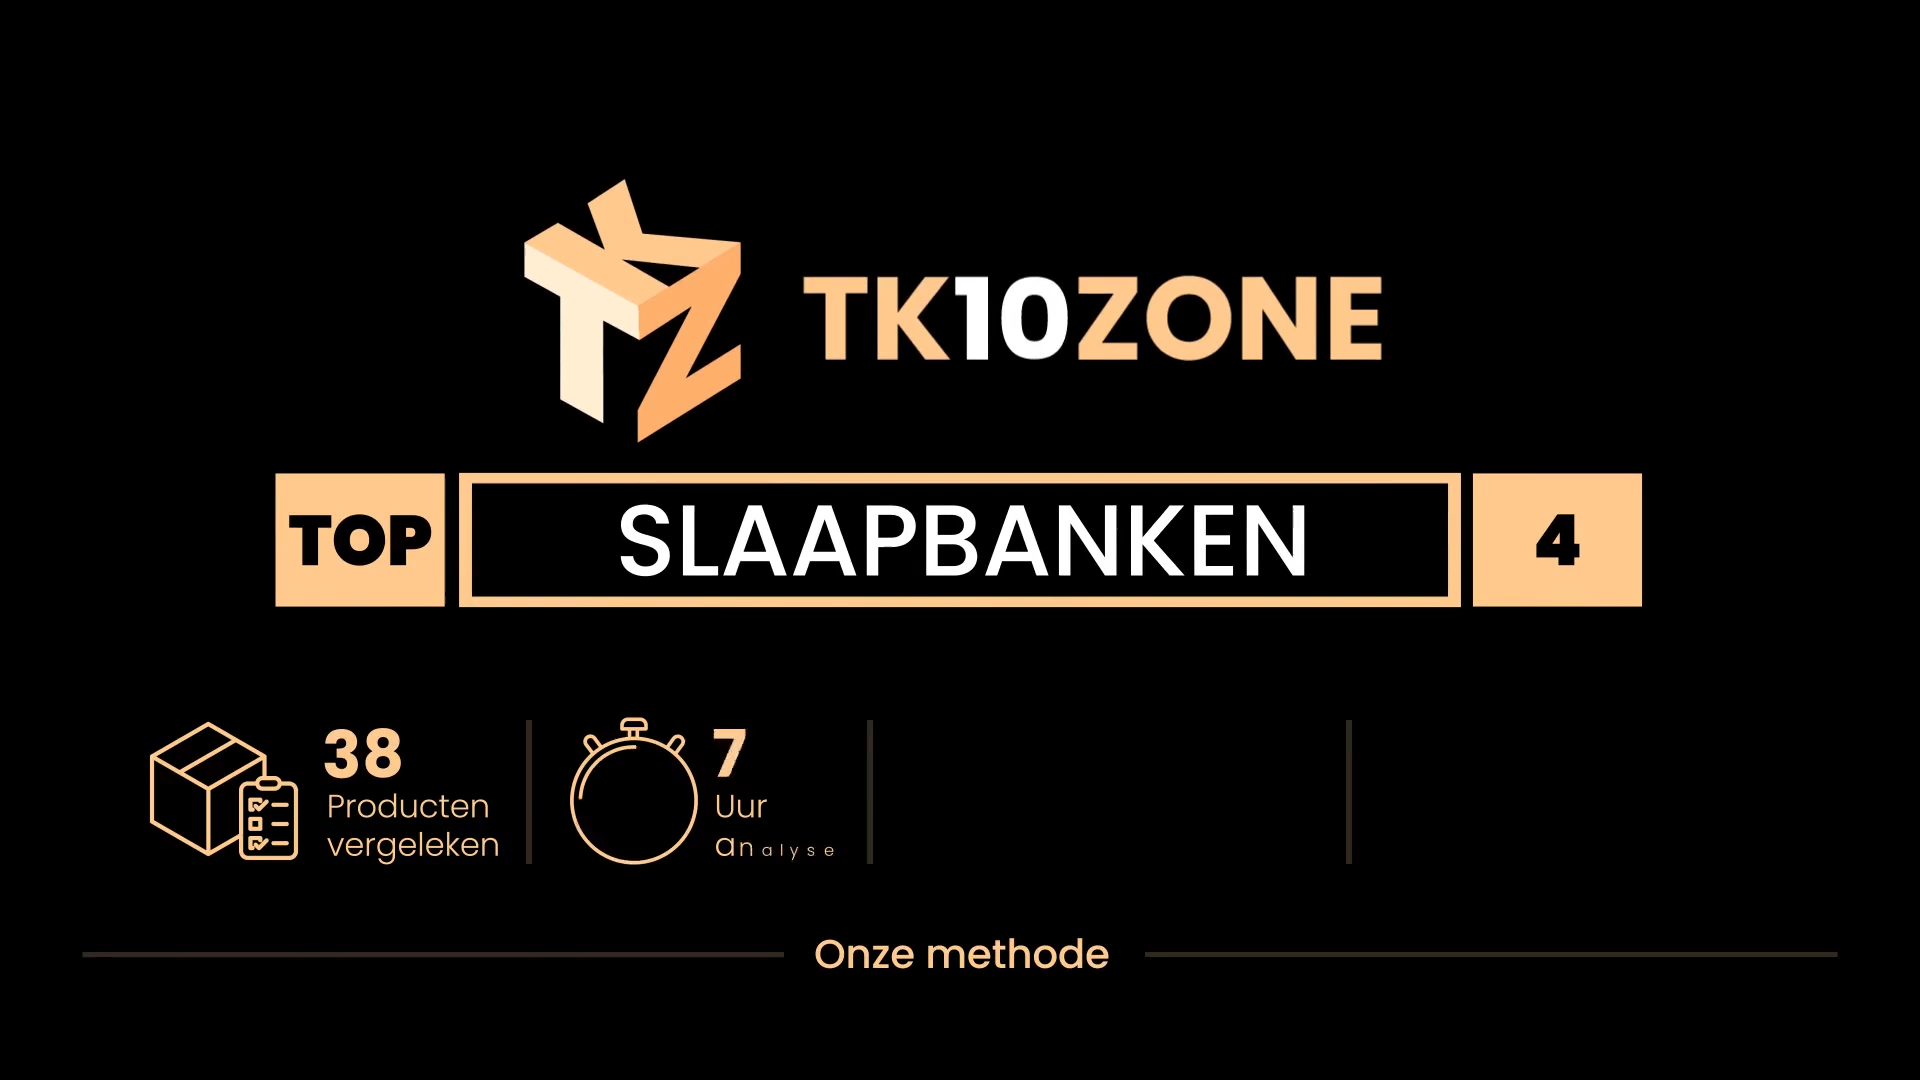 TK10ZONE
TOP SLAAPBANKEN 4
38
Producten
vergeleken
7
Uur
analyse
Onze methode